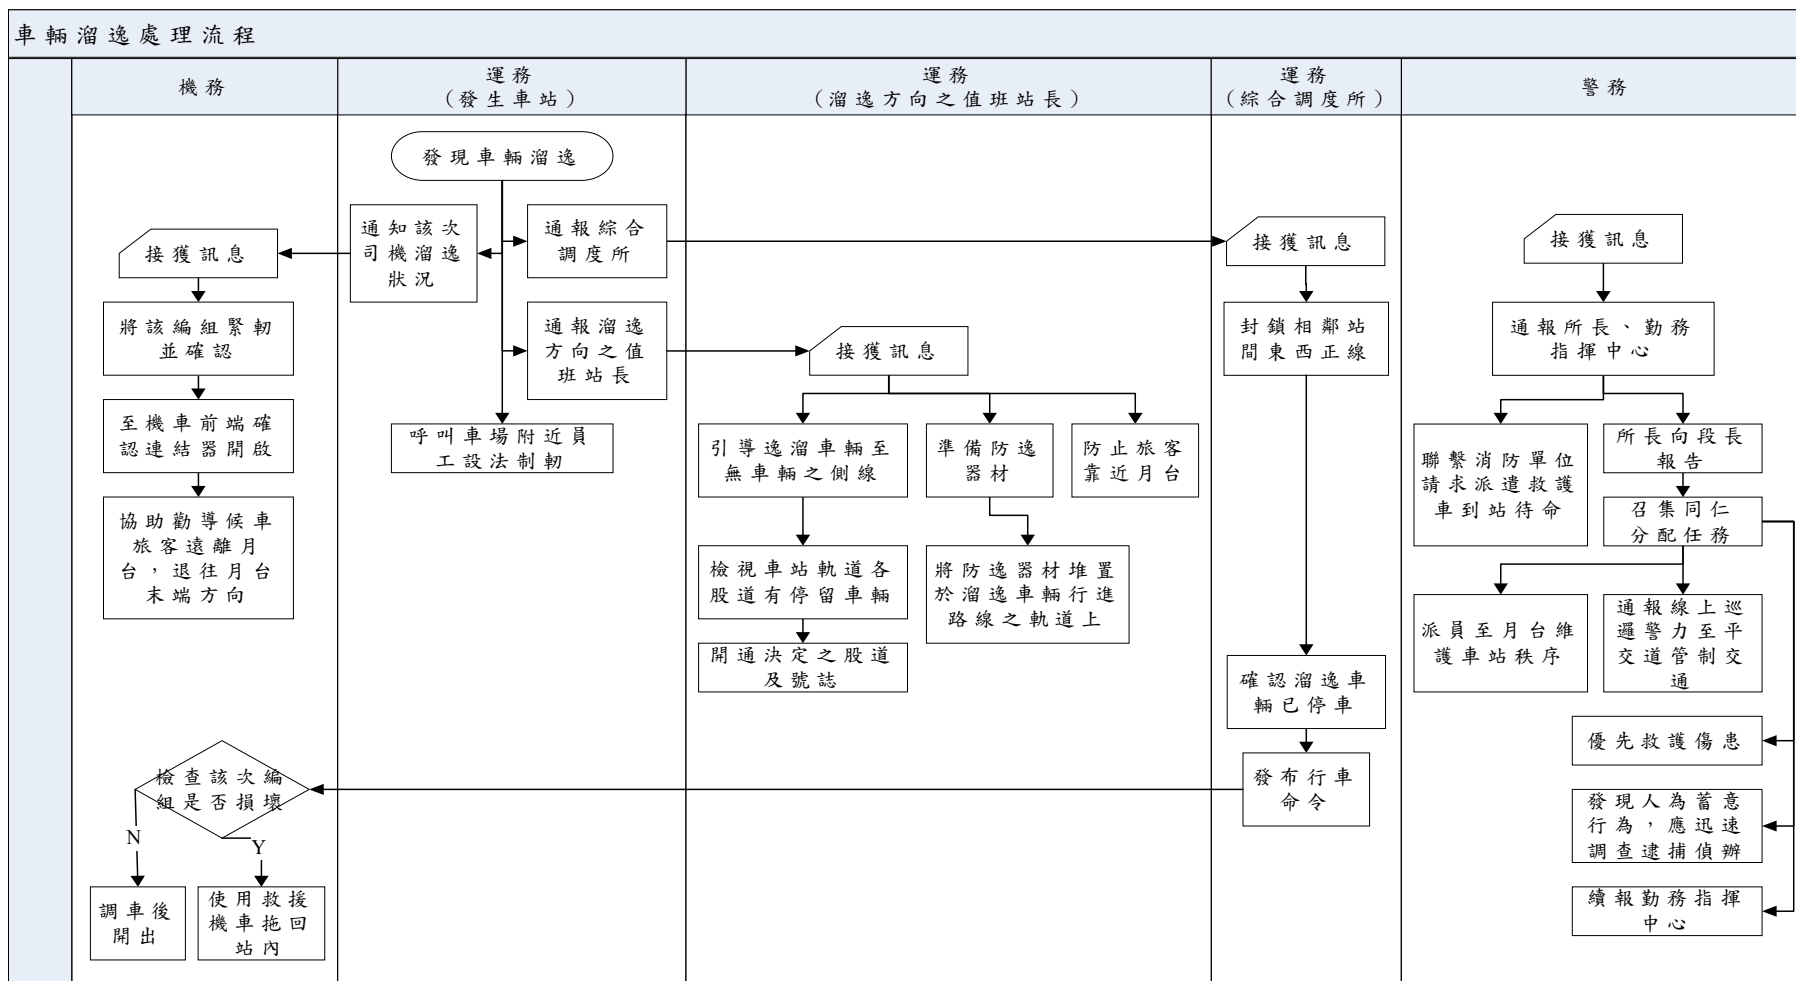 車輛溜逸處理流程
機務
運務
（發生車站）
運務
（溜逸方向之值班站長）
運務
（綜合調度所）
警務
接獲訊息
將該編組緊軔
並確認
至機車前端確
認連結器開啟
協助勸導候車
旅客遠離月
台，退往月台
末端方向
檢查該次編
組是否損壞
N
Y
調車後
開出
使用救援
機車拖回
站內
發現車輛溜逸
通知該次
司機溜逸
狀況
通報綜合
調度所
通報溜逸
方向之值
班站長
呼叫車場附近員
工設法制軔
接獲訊息
引導逸溜車輛至
無車輛之側線
準備防逸
器材
防止旅客
靠近月台
檢視車站軌道各
股道有停留車輛
將防逸器材堆置
於溜逸車輛行進
路線之軌道上
開通決定之股道
及號誌
接獲訊息
封鎖相鄰站
間東西正線
確認溜逸車
輛已停車
發布行車
命令
接獲訊息
通報所長、勤務
指揮中心
聯繫消防單位
請求派遣救護
車到站待命
所長向段長
報告
召集同仁
分配任務
派員至月台維
護車站秩序
通報線上巡
邏警力至平
交道管制交
通
優先救護傷患
發現人為蓄意
行為，應迅速
調查逮捕偵辦
續報勤務指揮
中心